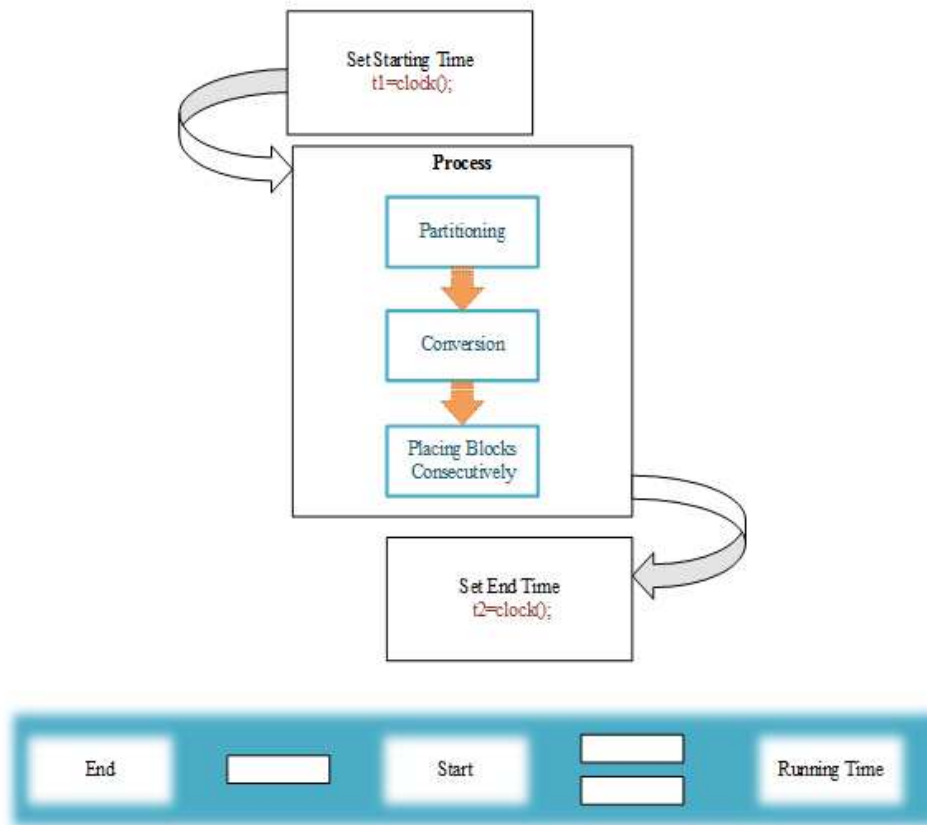 Set Starting Time
t1=clock();
Process
Partitioning
Conversion
Placing Blocks
Consecutively
Set End Time
t2=clock();
End
Start
Running Time